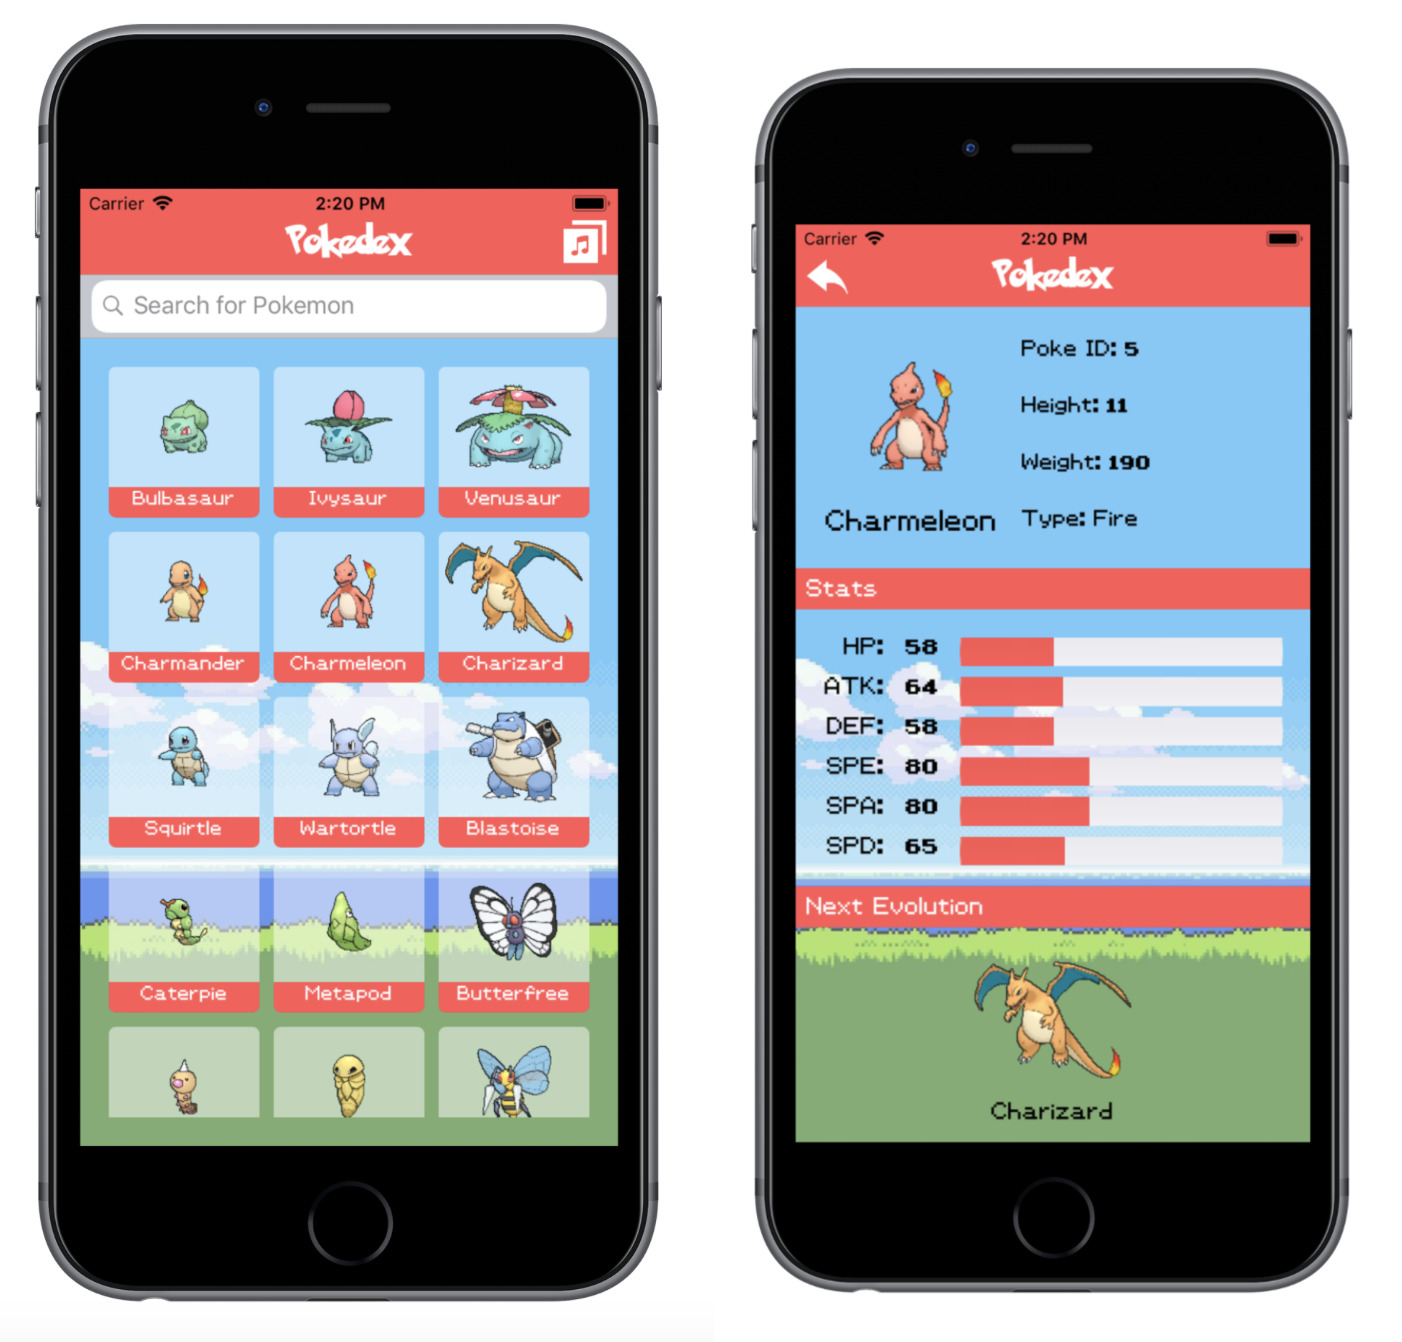 Carrier 2:20 PM
Pokedex
Search for Pokemon
Bulbasaur Ivysaur Venusaur
Charmander Charmeleon Charizard
Squirtle Wartortle Blastoise
Caterpie Metapod Butterfree
Carrier 2:20 PM
Pokedex
Poke ID: 5
Height: 11
Weight: 190
Charmeleon Type: Fire
Stats
HP: 58
ATK: 64
DEF: 58
SPE: 80
SPA: 80
SPD: 65
Next Evolution
Charizard